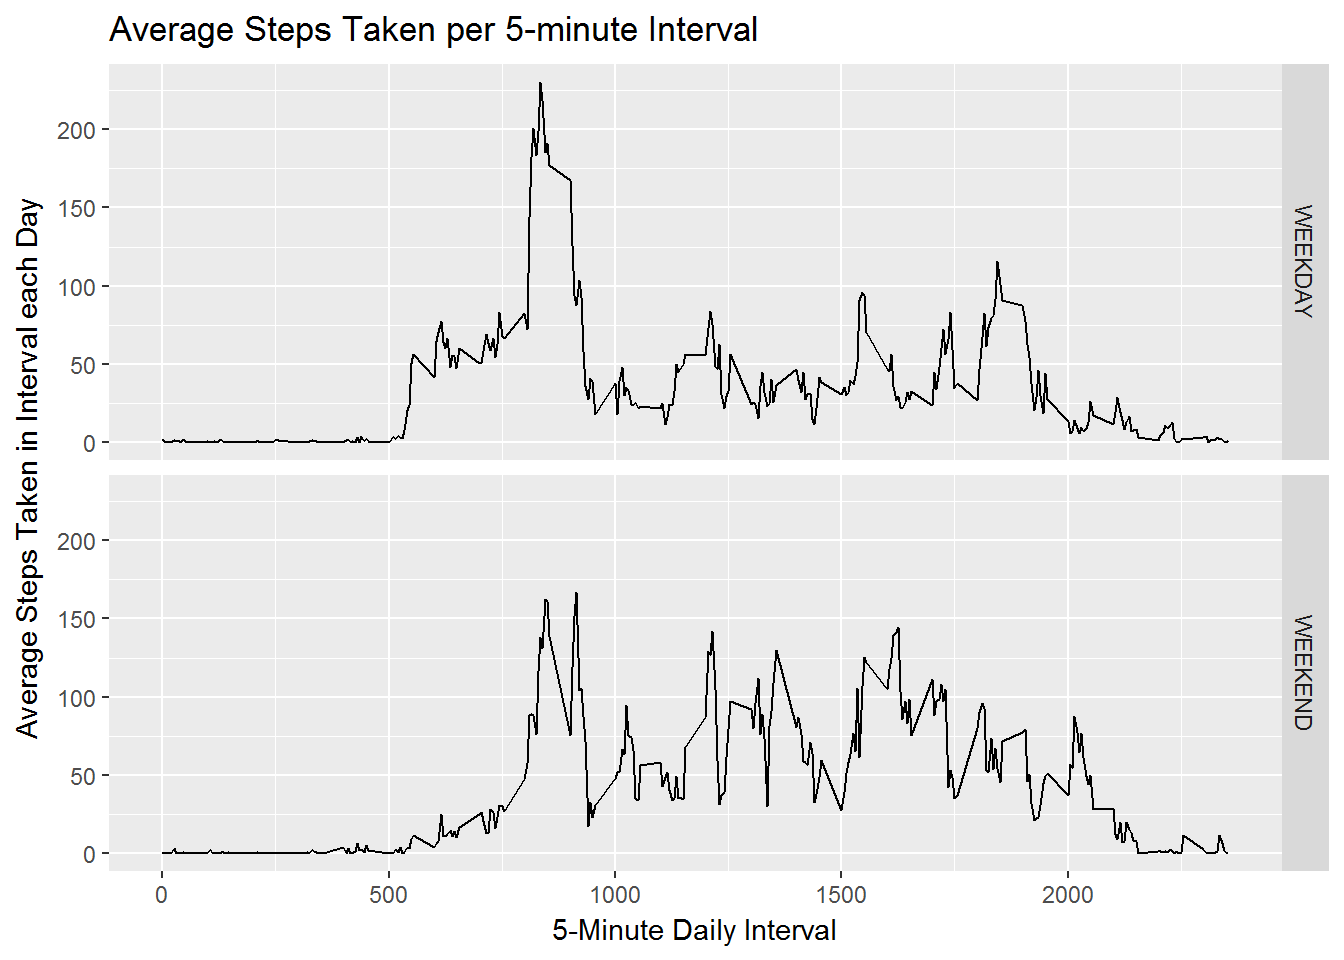 Average Steps Taken per 5-minute Interval
Average Steps Taken in Interval each Day
200
150
100
50
0
WEEKDAY
200
150
100
50
0
WEEKEND
0 500 1000 1500 2000
5-Minute Daily Interval